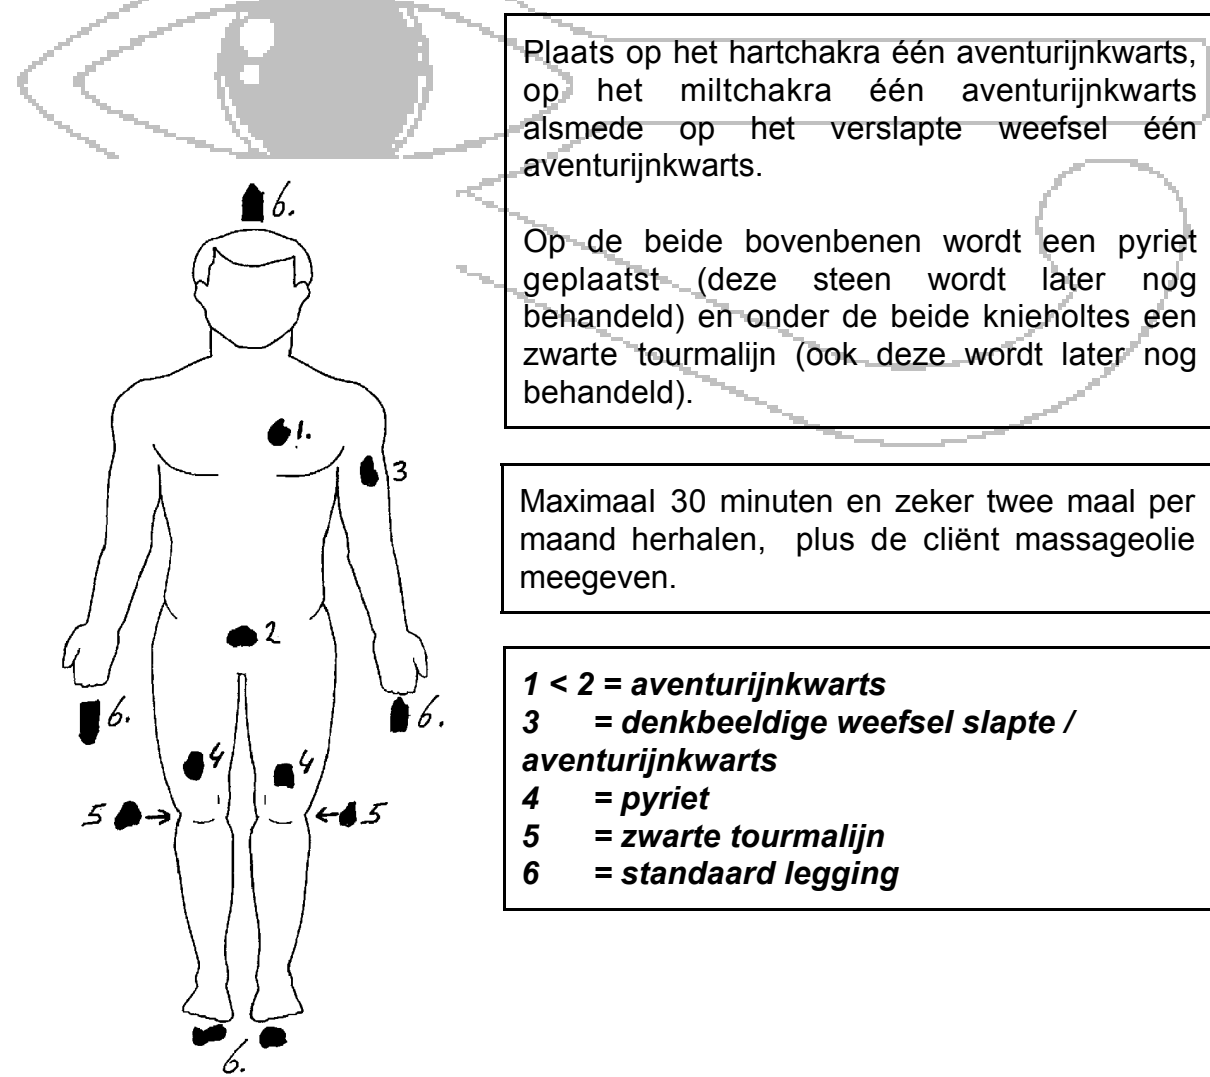 Plaats op het hartchakra één aventurijnkwarts,
op het miltchakra één aventurijnkwarts
alsmede op het verslapte weefsel één
aventurijnkwarts.
Op de beide bovenbenen wordt een pyriet
geplaatst (deze steen wordt later nog
behandeld) en onder de beide knieholtes een
zwarte tourmalijn (ook deze wordt later nog
behandeld).
Maximaal 30 minuten en zeker twee maal per
maand herhalen, plus de cliënt massageolie
meegeven.
1 < 2 = aventurijnkwarts
3 = denkbeeldige weefsel slapte /
aventurijnkwarts
4 = pyriet
5 = zwarte tourmalijn
6 = standaard legging
6.
1.
3
2
6.
6.
4
4
5
5
6.